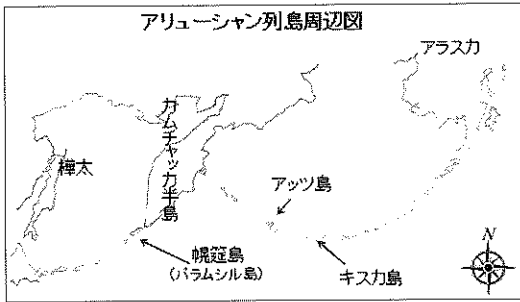 アリューシャン列島周辺図
アラスカ
カムチャッカ半島
樺太
アッツ島
幌筵島
(パラムシル島)
キスカ島
N